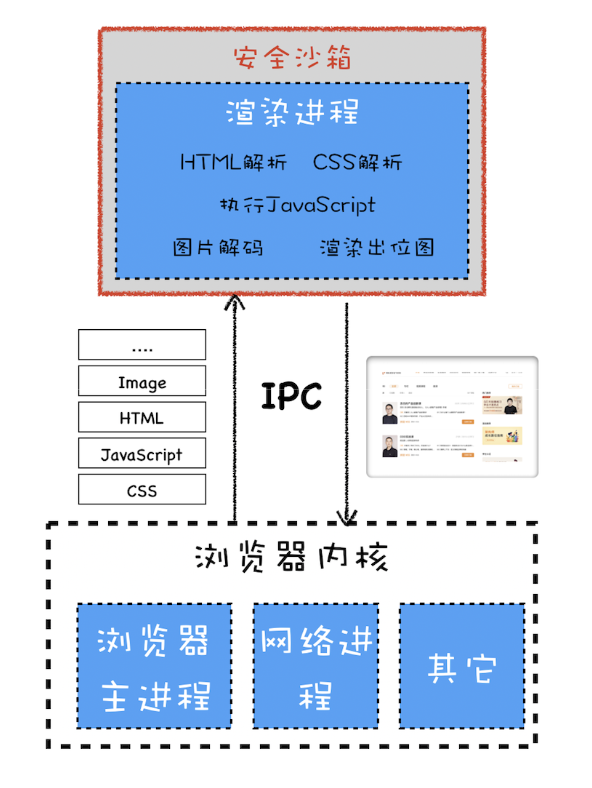 安全沙箱
渲染进程
HTML解析 CSS解析
执行JavaScript
图片解码 渲染出位图
....
Image
HTML
JavaScript
CSS
IPC
浏览器内核
浏览器
主进程
网络进
程
其它